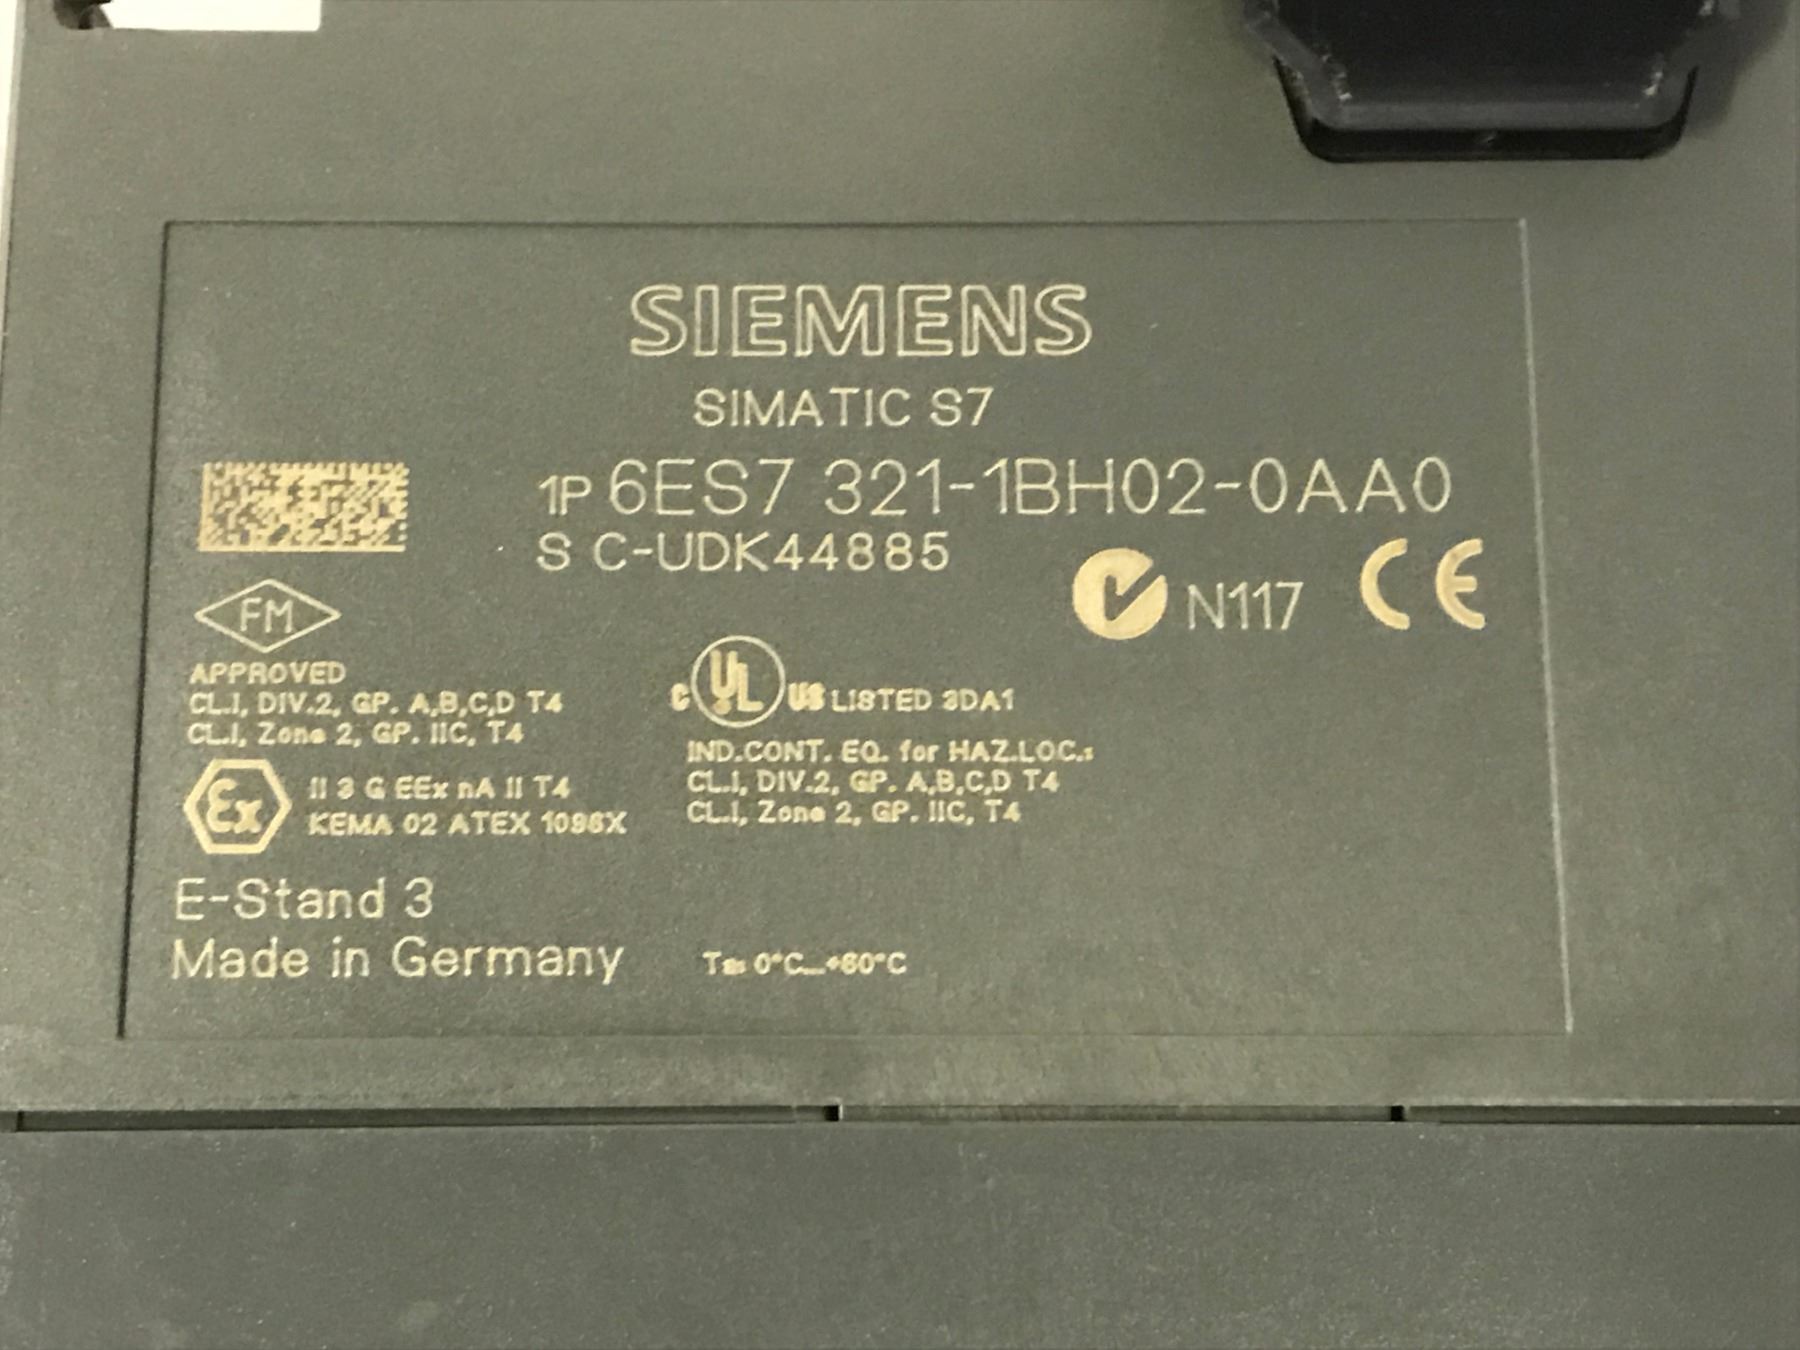 SIEMENS
SIMATIC S7
1P 6ES7 321-1BH02-0AA0
S C-UDK44885
N117 CE
FM
APPROVED
CL.I, DIV.2, GP. A,B,C,D T4
CL.I, Zone 2, GP. IIC, T4
C UL US LISTED 3DA1
IND.CONT. EQ. for HAZ.LOC.:
CL.I, DIV.2, GP. A,B,C,D T4
CL.I, Zone 2, GP. IIC, T4
Ex II 3 G EEx nA II T4
KEMA 02 ATEX 1096X
E-Stand 3
Made in Germany
Ta: 0°C...+60°C